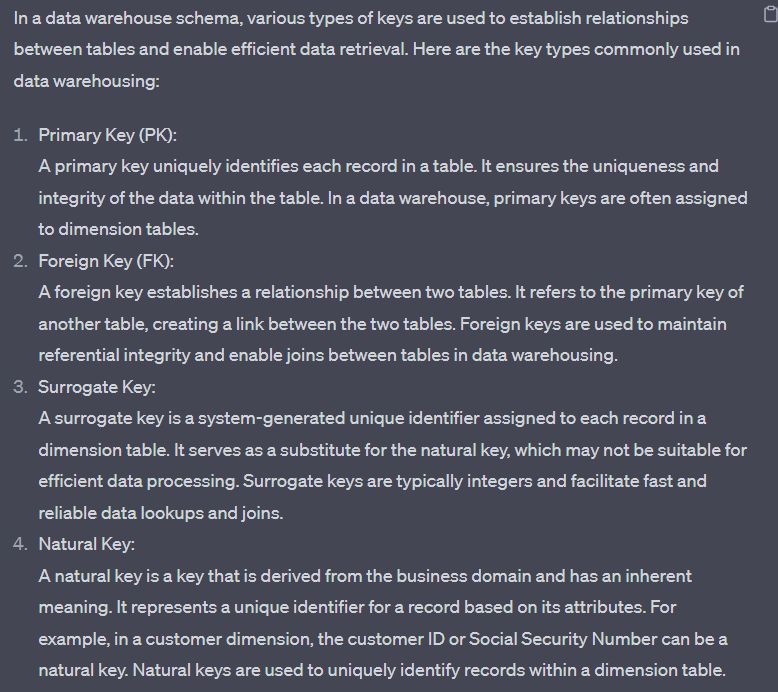 In a data warehouse schema, various types of keys are used to establish relationships
between tables and enable efficient data retrieval. Here are the key types commonly used in
data warehousing:
1. Primary Key (PK):
A primary key uniquely identifies each record in a table. It ensures the uniqueness and
integrity of the data within the table. In a data warehouse, primary keys are often assigned
to dimension tables.
2. Foreign Key (FK):
A foreign key establishes a relationship between two tables. It refers to the primary key of
another table, creating a link between the two tables. Foreign keys are used to maintain
referential integrity and enable joins between tables in data warehousing.
3. Surrogate Key:
A surrogate key is a system-generated unique identifier assigned to each record in a
dimension table. It serves as a substitute for the natural key, which may not be suitable for
efficient data processing. Surrogate keys are typically integers and facilitate fast and
reliable data lookups and joins.
4. Natural Key:
A natural key is a key that is derived from the business domain and has an inherent
meaning. It represents a unique identifier for a record based on its attributes. For
example, in a customer dimension, the customer ID or Social Security Number can be a
natural key. Natural keys are used to uniquely identify records within a dimension table.